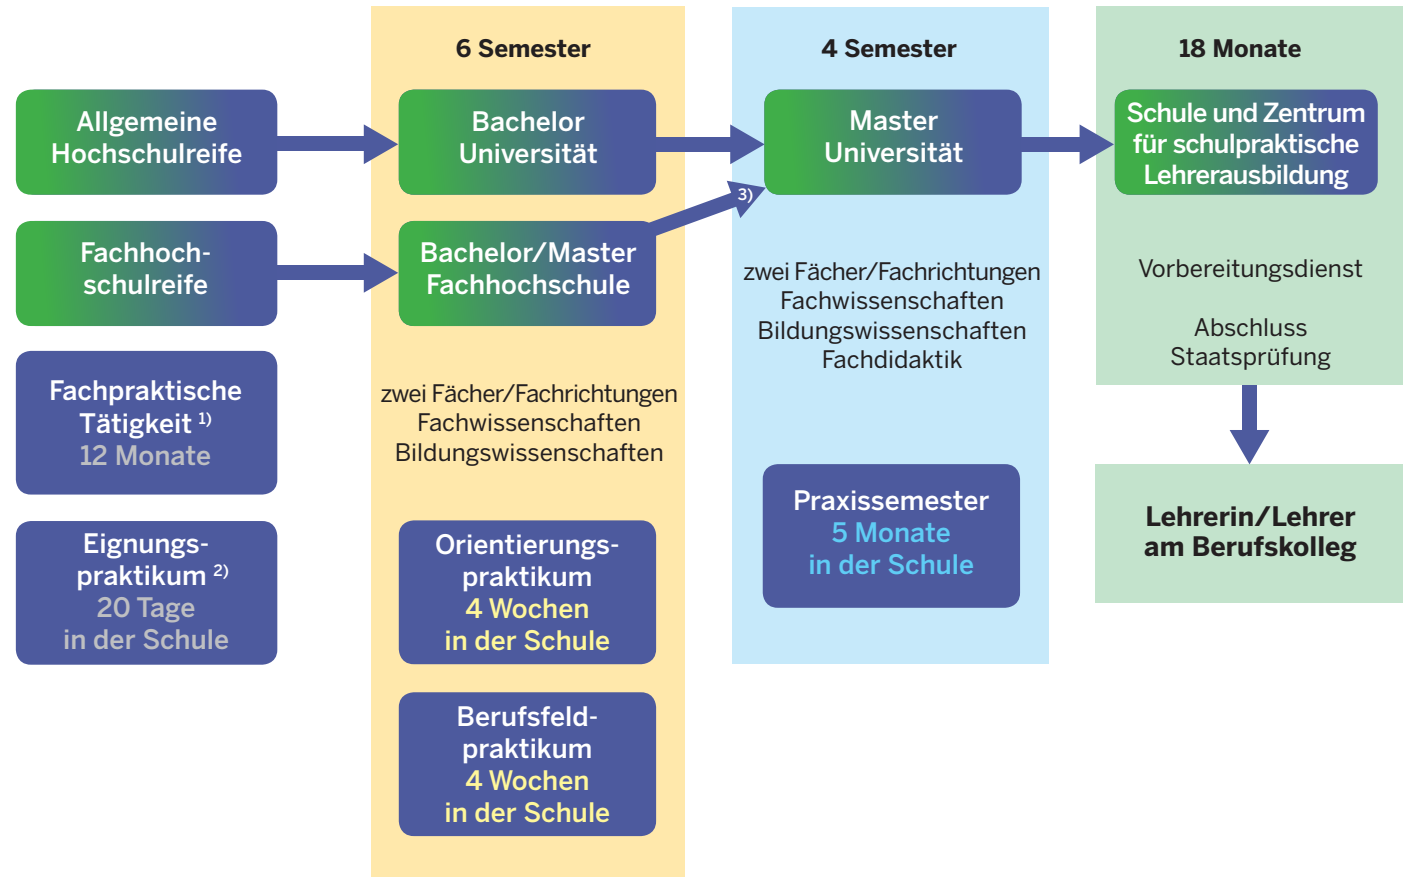 6 Semester
4 Semester
18 Monate
Allgemeine
Hochschulreife
Bachelor
Universität
Master
Universität
Schule und Zentrum
für schulpraktische
Lehrerausbildung
3)
Fachhoch-
schulreife
Bachelor/Master
Fachhochschule
zwei Fächer/Fachrichtungen
Fachwissenschaften
Bildungswissenschaften
Fachdidaktik
Vorbereitungsdienst
Abschluss
Staatsprüfung
Fachpraktische
Tätigkeit 1)
12 Monate
zwei Fächer/Fachrichtungen
Fachwissenschaften
Bildungswissenschaften
Praxissemester
5 Monate
in der Schule
Lehrerin/Lehrer
am Berufskolleg
Eignungs-
praktikum 2)
20 Tage
in der Schule
Orientierungs-
praktikum
4 Wochen
in der Schule
Berufsfeld-
praktikum
4 Wochen
in der Schule